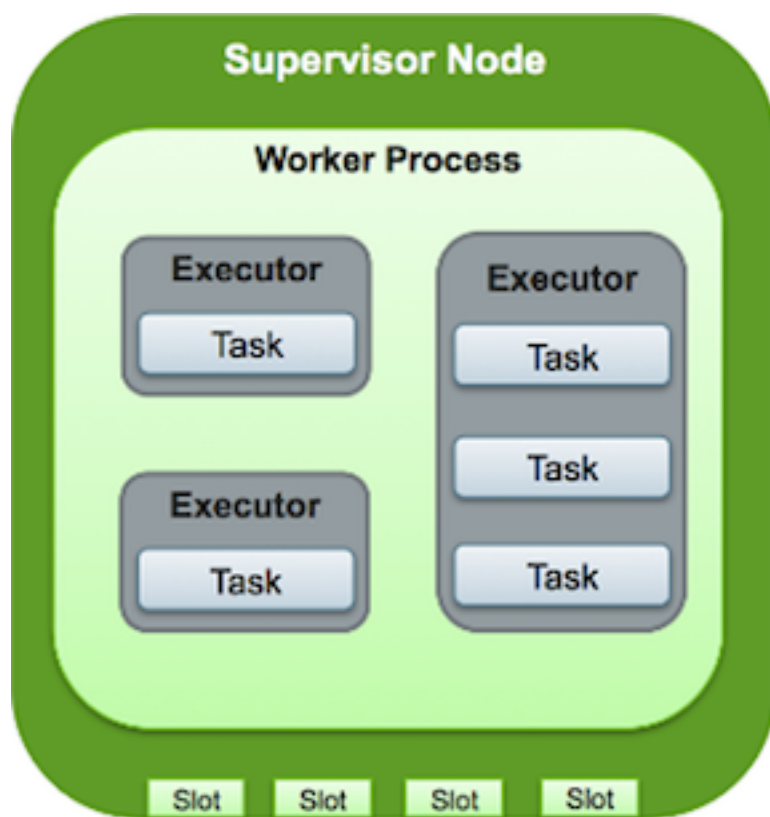 Supervisor Node
Worker Process
Executor
Task
Executor
Task
Executor
Task
Task
Task
Slot Slot Slot Slot